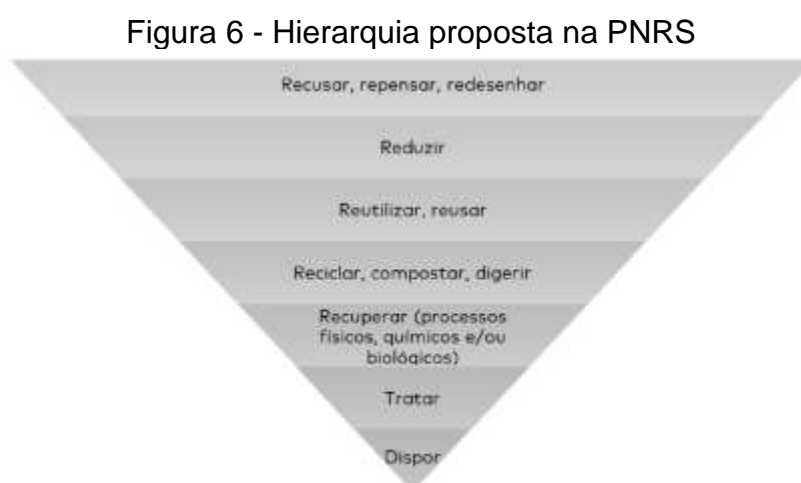 Figura 6 - Hierarquia proposta na PNRS
Recusar, repensar, redesenhar
Reduzir
Reutilizar, reusar
Reciclar, compostar, digerir
Recuperar (processos
físicos, químicos e/ou
biológicos)
Tratar
Dispor